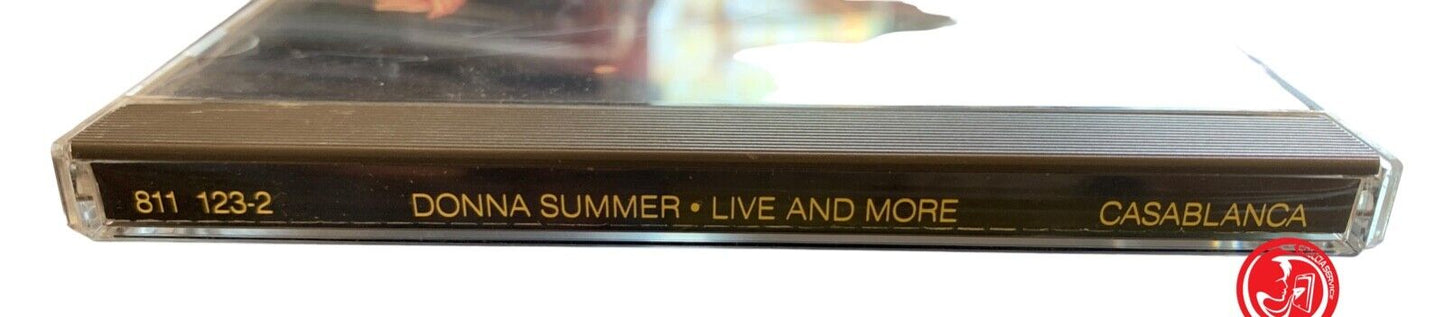 811 123-2 DONNA SUMMER • LIVE AND MORE CASABLANCA